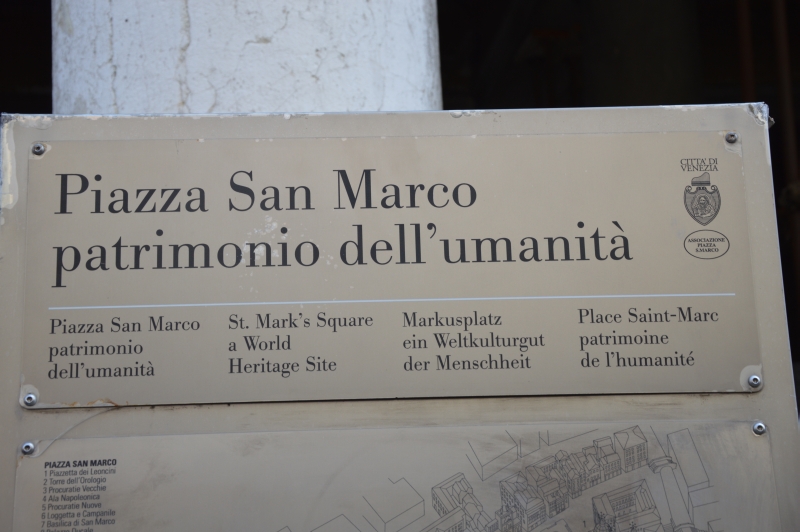 Piazza San Marco
patrimonio dell'umanità
CITTÀ DI
VENEZIA
ASSOCIAZIONE
PIAZZA
S. MARCO
Piazza San Marco
patrimonio
dell'umanità
St. Mark's Square
a World
Heritage Site
Markusplatz
ein Weltkulturgut
der Menschheit
Place Saint-Marc
patrimoine
de l'humanité
PIAZZA SAN MARCO
1 Piazzetta dei Leoncini
2 Torre dell'Orologio
3 Procuratie Vecchie
4 Ala Napoleonica
5 Procuratie Nuove
6 Loggetta e Campanile
7 Basilica di San Marco
8 Palazzo Ducale